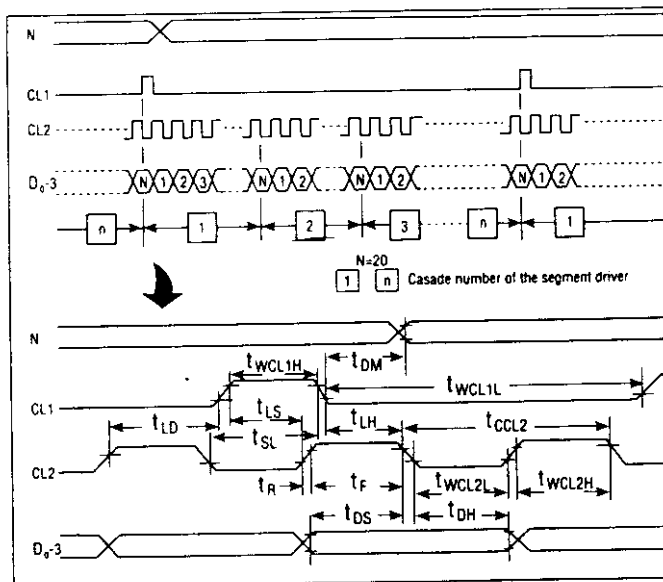 N
CL1
CL2
D₀-3 N 1 2 3 N 1 2 N 1 2 N 1 2
n 1 2 3 n 1
N=20
1 n Casade number of the segment driver
N
tWCL1H tDM
CL1 tWCL1L
tLD tLS tLH tCCL2
tSL
CL2
tR tF tWCL2L tWCL2H
tDS tDH
D₀-3